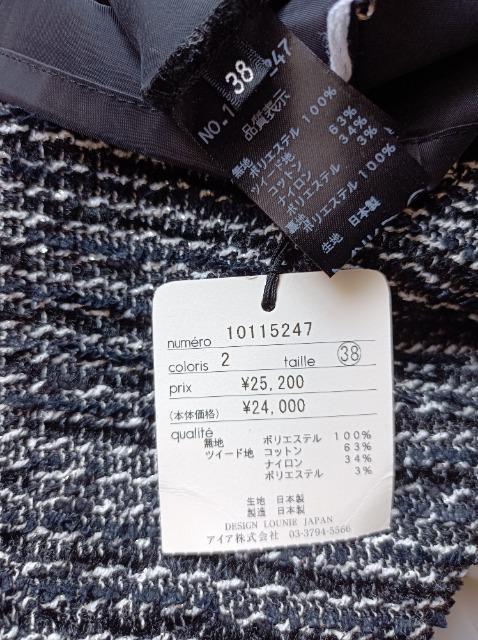 38
NO.1
247
品質表示
無地
ポリエステル 100%
ツイード地
コットン 63%
ナイロン 34%
ポリエステル 3%
ポリエステル 100%
生地 日本製
numéro 10115247
coloris 2 taille 38
prix ¥25,200
(本体価格) ¥24,000
qualité
無地 ポリエステル 100%
ツイード地 コットン 63%
ナイロン 34%
ポリエステル 3%
生地 日本製
製造 日本製
DESIGN LOUNIE JAPAN
アイア株式会社 03-3794-5566